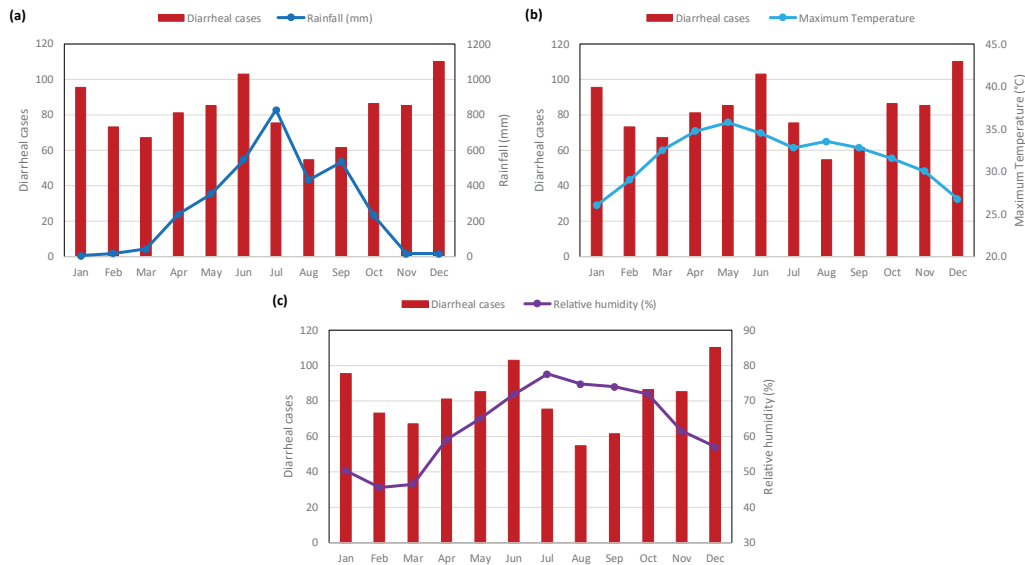 (a)
Diarrheal cases
Rainfall (mm)
120
100
80
60
40
20
0
Diarrheal cases
1200
1000
800
600
400
200
0
Rainfall (mm)
Jan Feb Mar Apr May Jun Jul Aug Sep Oct Nov Dec
(b)
Diarrheal cases
Maximum Temperature
120
100
80
60
40
20
0
Diarrheal cases
45.0
40.0
35.0
30.0
25.0
20.0
Maximum Temperature (°C)
Jan Feb Mar Apr May Jun Jul Aug Sep Oct Nov Dec
(c)
Diarrheal cases
Relative humidity (%)
120
100
80
60
40
20
0
Diarrheal cases
90
80
70
60
50
40
30
Relative humidity (%)
Jan Feb Mar Apr May Jun Jul Aug Sep Oct Nov Dec